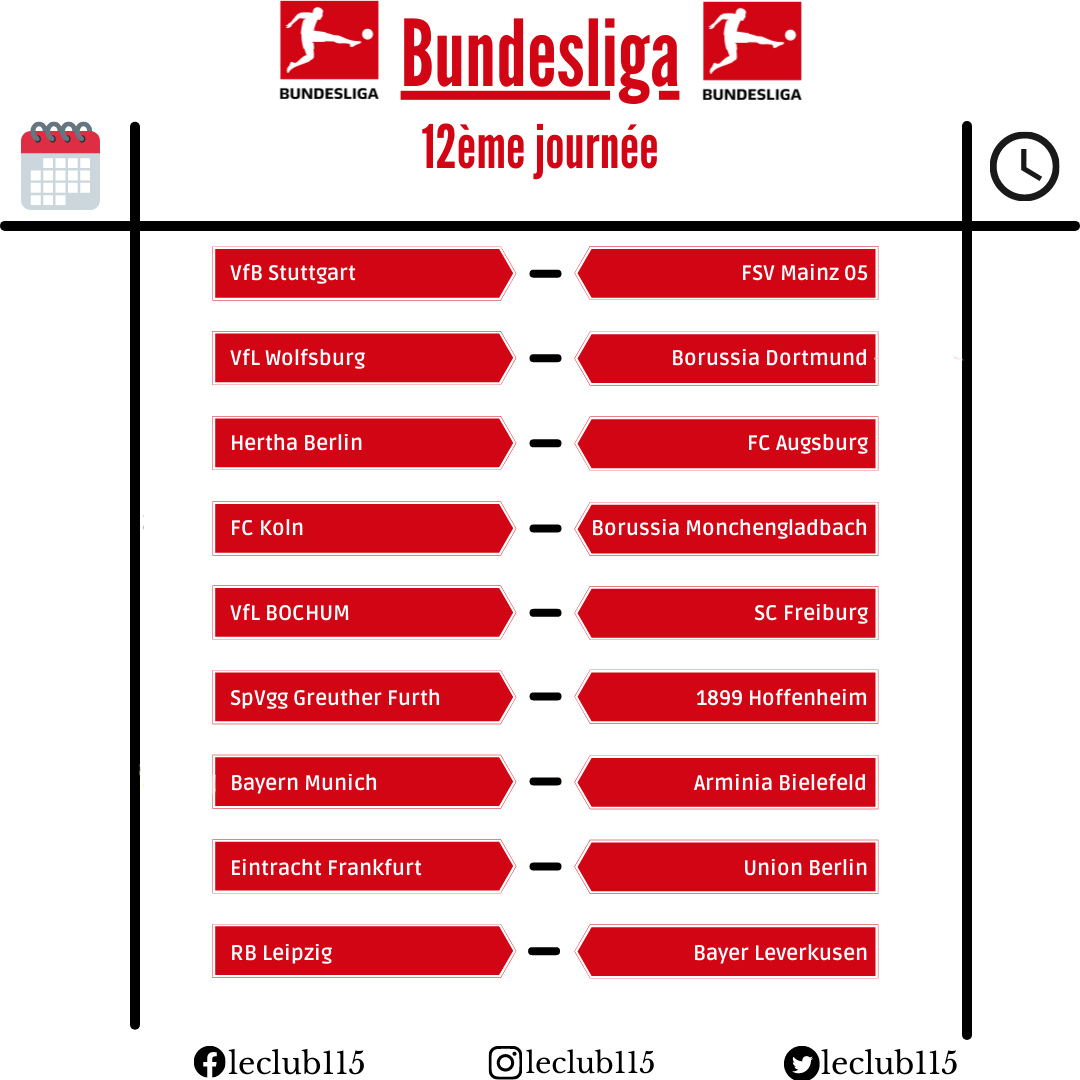 BUNDESLIGA
Bundesliga
BUNDESLIGA
12ème journée
VfB Stuttgart
FSV Mainz 05
VfL Wolfsburg
Borussia Dortmund
Hertha Berlin
FC Augsburg
FC Koln
Borussia Monchengladbach
VfL BOCHUM
SC Freiburg
SpVgg Greuther Furth
1899 Hoffenheim
Bayern Munich
Arminia Bielefeld
Eintracht Frankfurt
Union Berlin
RB Leipzig
Bayer Leverkusen
leclub115
leclub115
leclub115